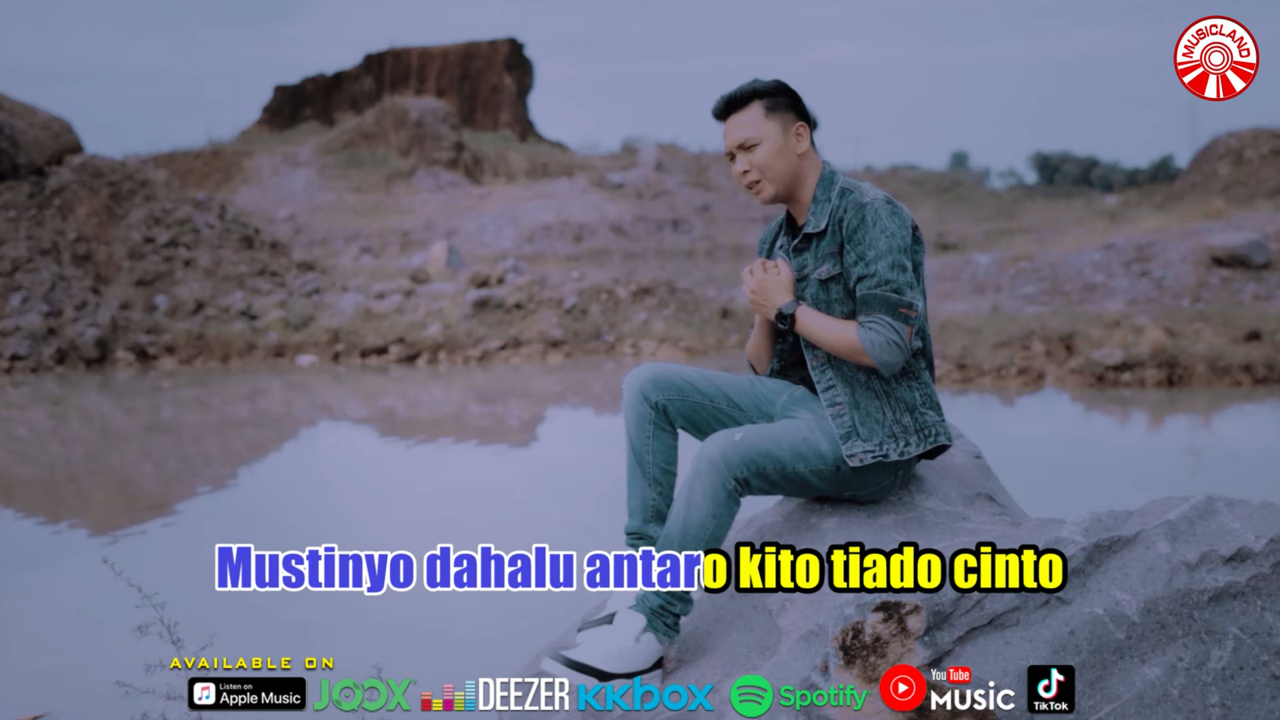 MUSICLAND
Mustinyo dahalu antaro kito tiado cinto
AVAILABLE ON
Listen on
Apple Music
JOOX
DEEZER
KKBOX
Spotify
YouTube
MUSIC
TikTok